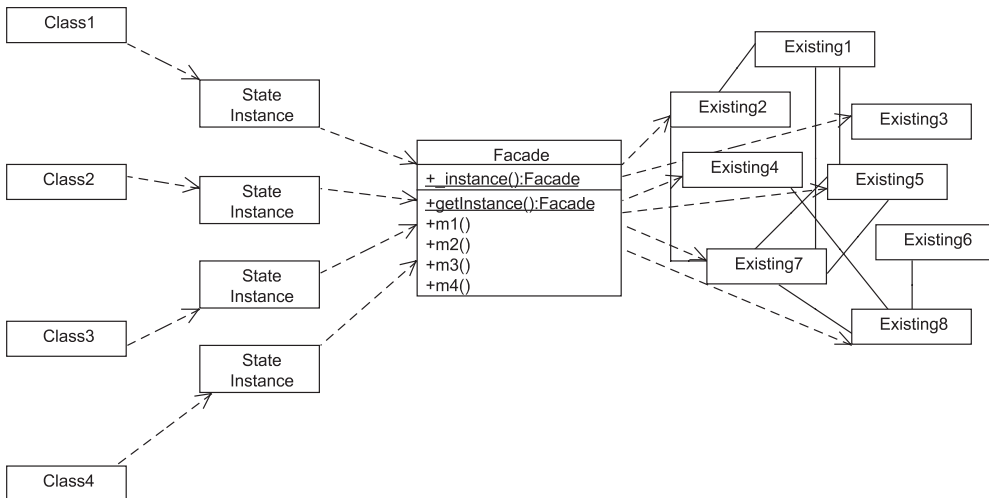 Class1
State
Instance
Class2
State
Instance
State
Instance
Class3
State
Instance
Class4
Facade
+_instance():Facade
+getInstance():Facade
+m1()
+m2()
+m3()
+m4()
Existing1
Existing2
Existing3
Existing4
Existing5
Existing6
Existing7
Existing8